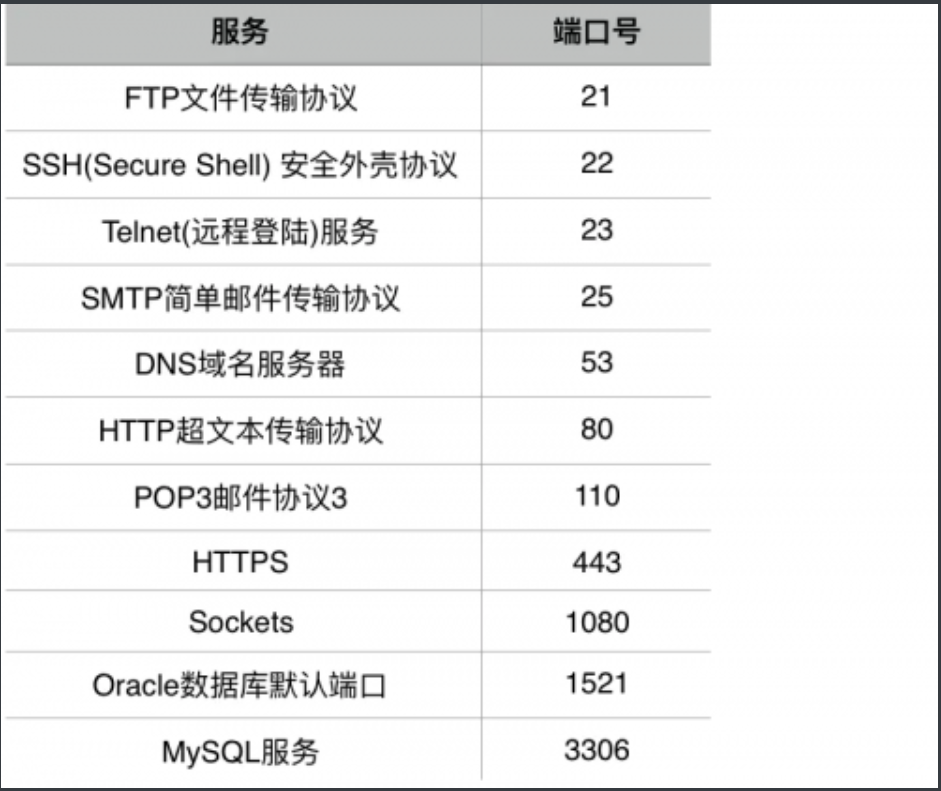 服务 端口号
FTP文件传输协议 21
SSH(Secure Shell) 安全外壳协议 22
Telnet(远程登陆)服务 23
SMTP简单邮件传输协议 25
DNS域名服务器 53
HTTP超文本传输协议 80
POP3邮件协议3 110
HTTPS 443
Sockets 1080
Oracle数据库默认端口 1521
MySQL服务 3306